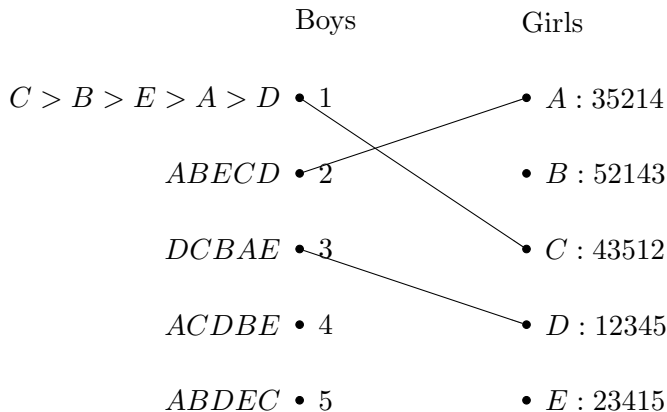 Boys Girls
C > B > E > A > D 1 A : 35214
ABECD 2 B : 52143
DCBAE 3 C : 43512
ACDBE 4 D : 12345
ABDEC 5 E : 23415